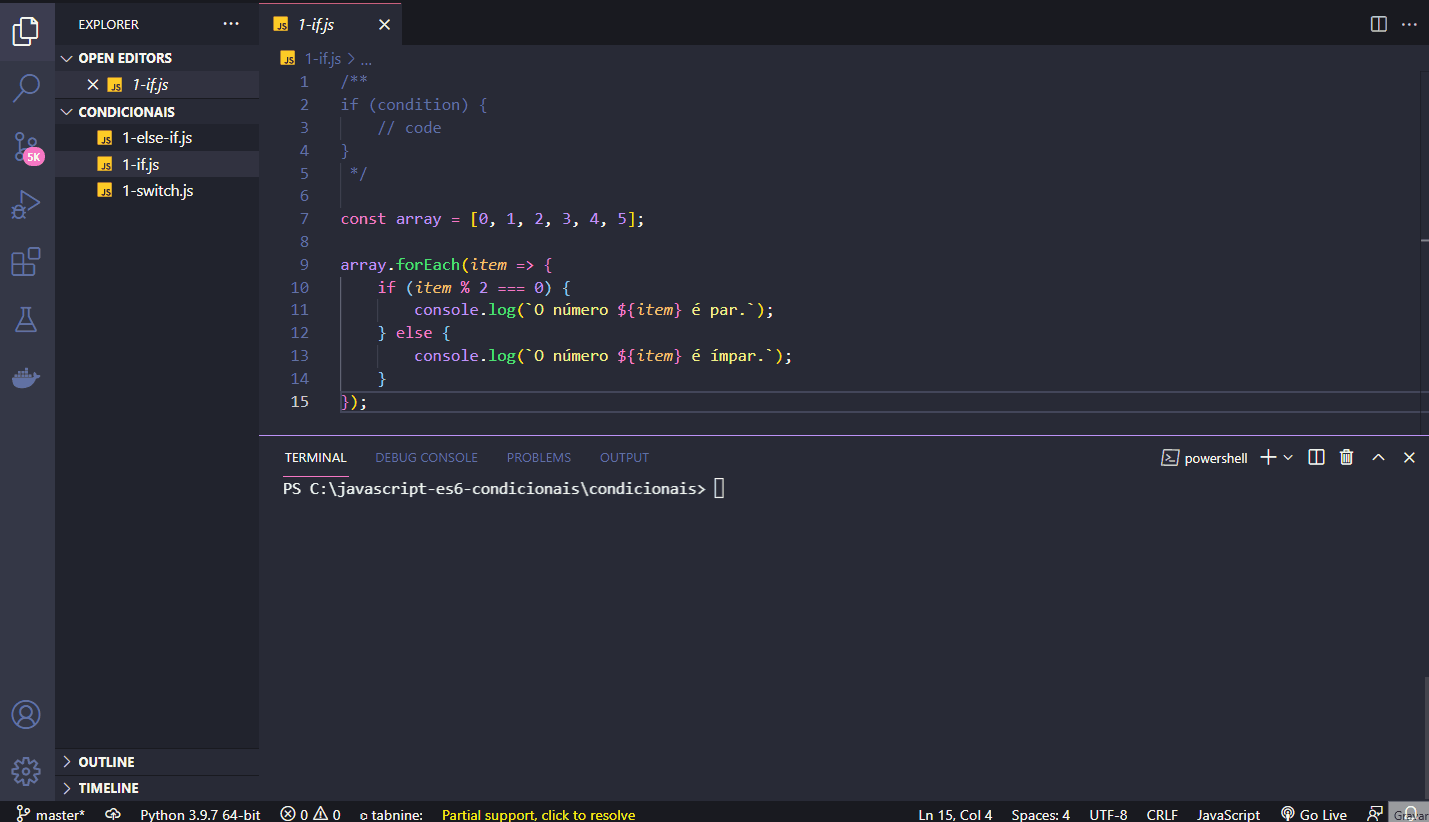 EXPLORER ...
OPEN EDITORS
JS 1-if.js
CONDICIONAIS
JS 1-else-if.js
JS 1-if.js
JS 1-switch.js
5K
OUTLINE
TIMELINE
JS 1-if.js
JS 1-if.js > ...
1 /**
2 if (condition) {
3     // code
4 }
5  */
6
7 const array = [0, 1, 2, 3, 4, 5];
8
9 array.forEach(item => {
10     if (item % 2 === 0) {
11         console.log(`O número ${item} é par.`);
12     } else {
13         console.log(`O número ${item} é ímpar.`);
14     }
15 });
TERMINAL DEBUG CONSOLE PROBLEMS OUTPUT powershell
PS C:\javascript-es6-condicionais\condicionais>
master* Python 3.9.7 64-bit 0 0 tabnine: Partial support, click to resolve Ln 15, Col 4 Spaces: 4 UTF-8 CRLF JavaScript Go Live